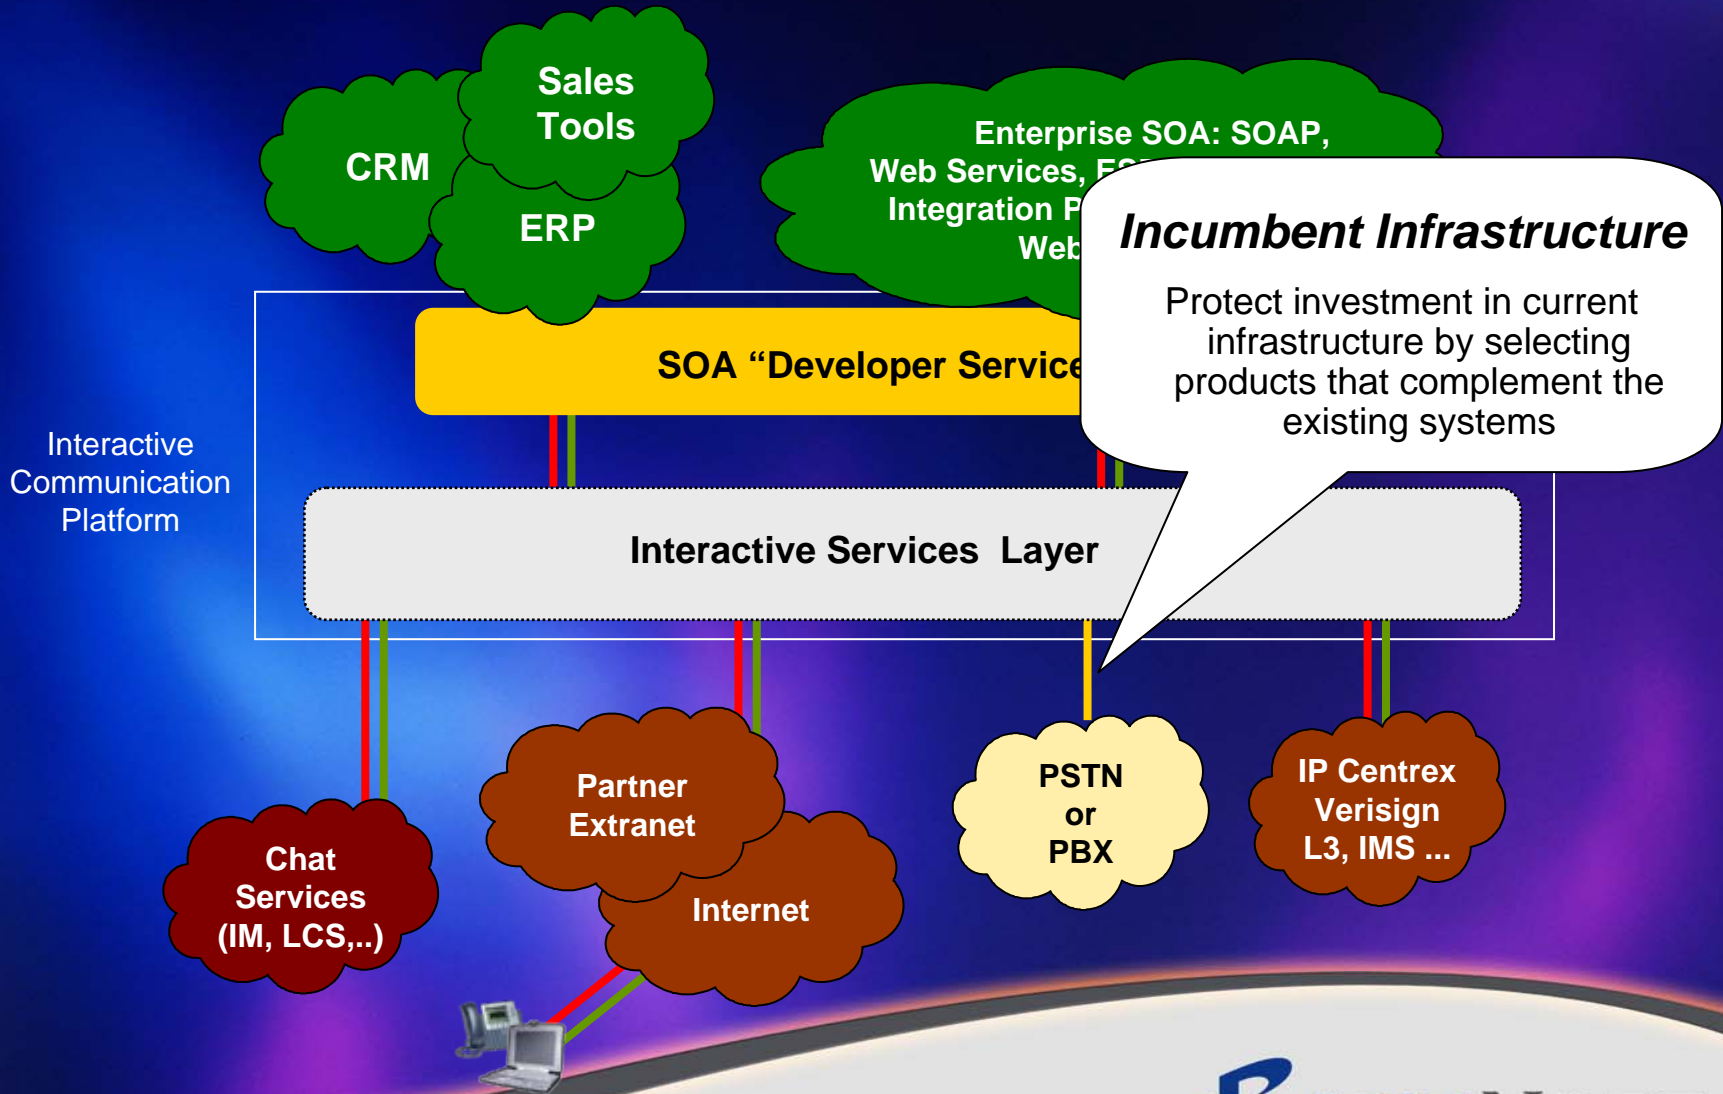 Sales
Tools
CRM
ERP
Enterprise SOA: SOAP,
Web Services,
Integration
Web
Incumbent Infrastructure
Protect investment in current
infrastructure by selecting
products that complement the
existing systems
SOA “Developer Service
Interactive
Communication
Platform
Interactive Services Layer
Partner
Extranet
Internet
PSTN
or
PBX
IP Centrex
Verisign
L3, IMS ...
Chat
Services
(IM, LCS,..)